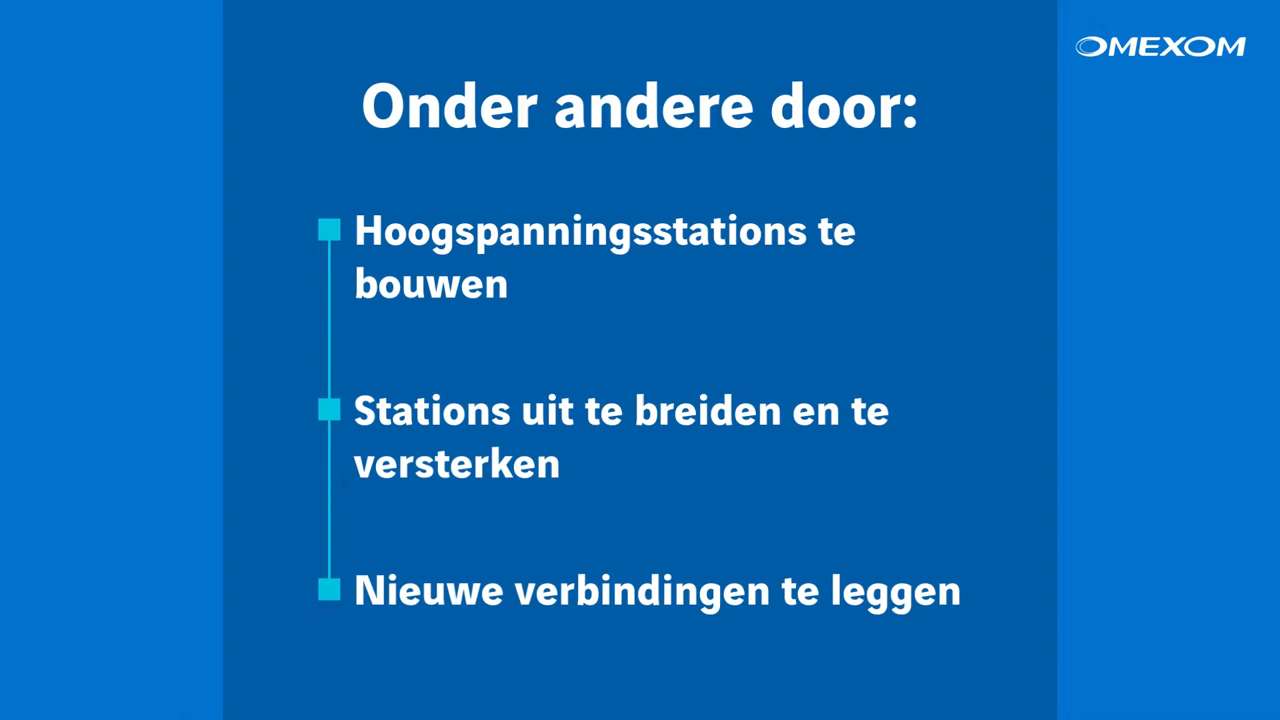 OMEXOM
Onder andere door:
Hoogspanningsstations te
bouwen
Stations uit te breiden en te
versterken
Nieuwe verbindingen te leggen